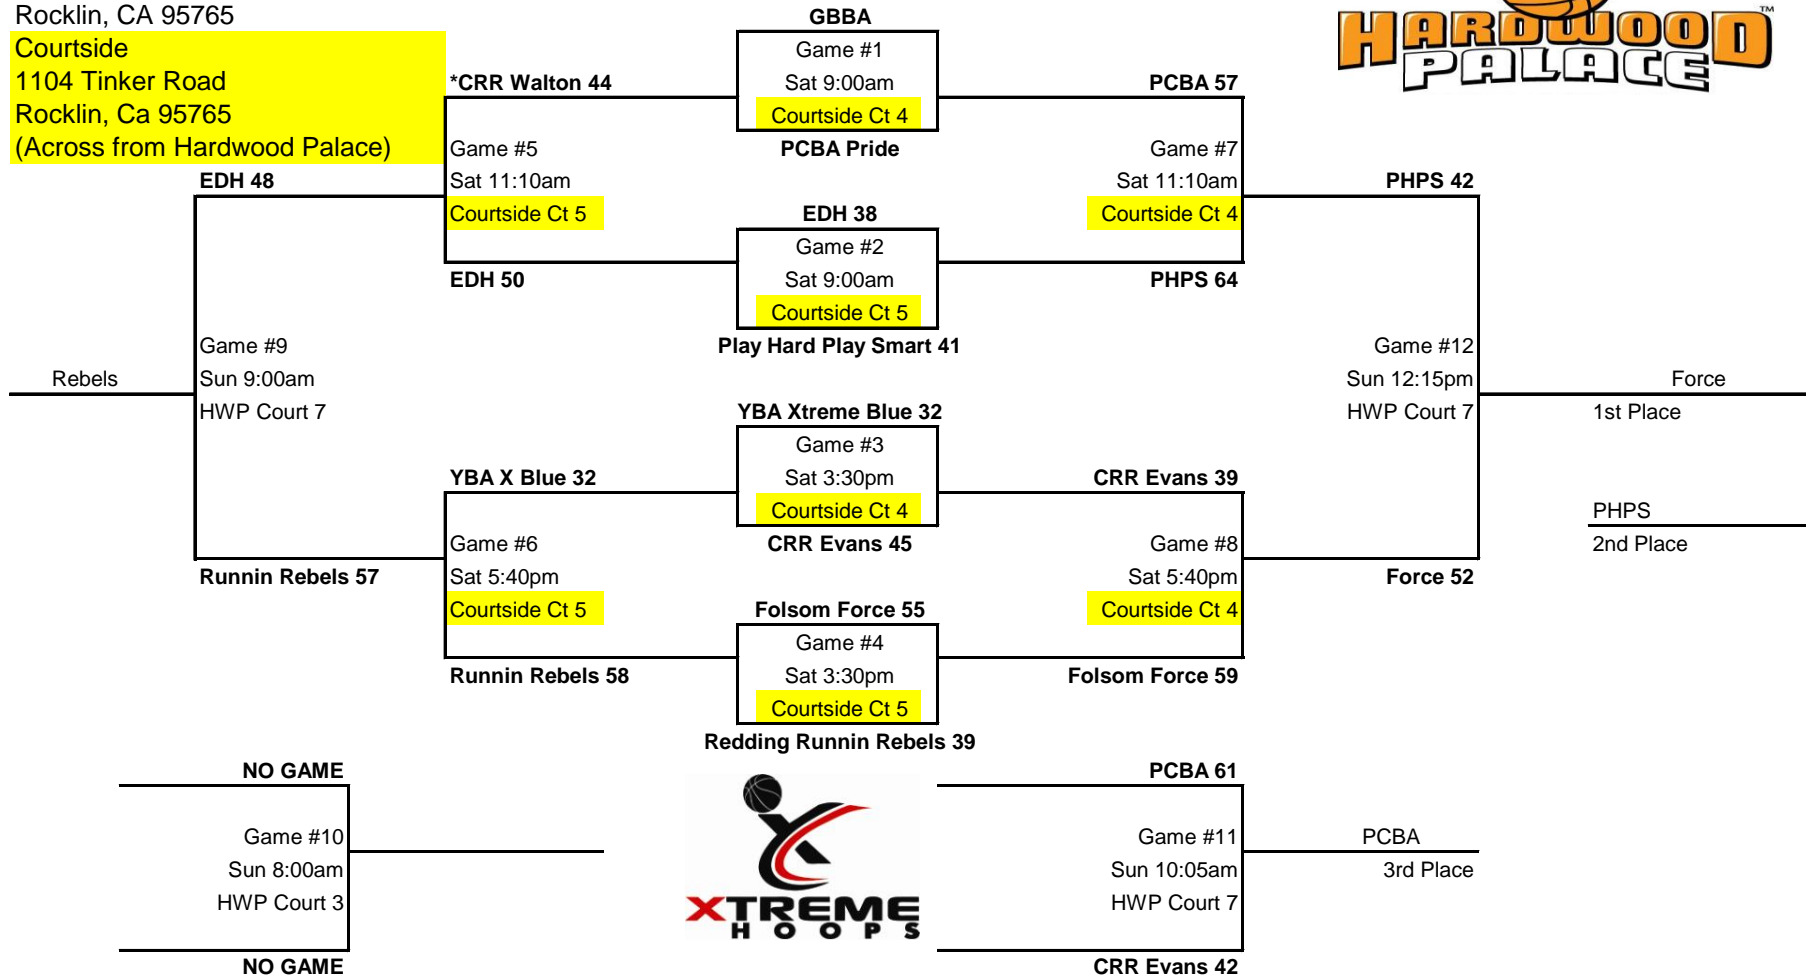 Rocklin, CA 95765
GBBA
HARDWOOD
PALACE
TM
Courtside
Game #1
1104 Tinker Road
*CRR Walton 44
Sat 9:00am
PCBA 57
Rocklin, Ca 95765
Courtside Ct 4
(Across from Hardwood Palace)
Game #5
PCBA Pride
Game #7
EDH 48
Sat 11:10am
Sat 11:10am
PHPS 42
Courtside Ct 5
EDH 38
Courtside Ct 4
Game #2
EDH 50
Sat 9:00am
PHPS 64
Courtside Ct 5
Game #9
Play Hard Play Smart 41
Game #12
Rebels
Sun 9:00am
Sun 12:15pm
Force
HWP Court 7
YBA Xtreme Blue 32
HWP Court 7
1st Place
Game #3
YBA X Blue 32
Sat 3:30pm
CRR Evans 39
Courtside Ct 4
PHPS
Game #6
CRR Evans 45
Game #8
2nd Place
Runnin Rebels 57
Sat 5:40pm
Sat 5:40pm
Force 52
Courtside Ct 5
Folsom Force 55
Courtside Ct 4
Game #4
Runnin Rebels 58
Sat 3:30pm
Folsom Force 59
Courtside Ct 5
Redding Runnin Rebels 39
NO GAME
PCBA 61
Game #10
Game #11
PCBA
Sun 8:00am
Sun 10:05am
3rd Place
HWP Court 3
XTREME
HOOPS
HWP Court 7
NO GAME
CRR Evans 42